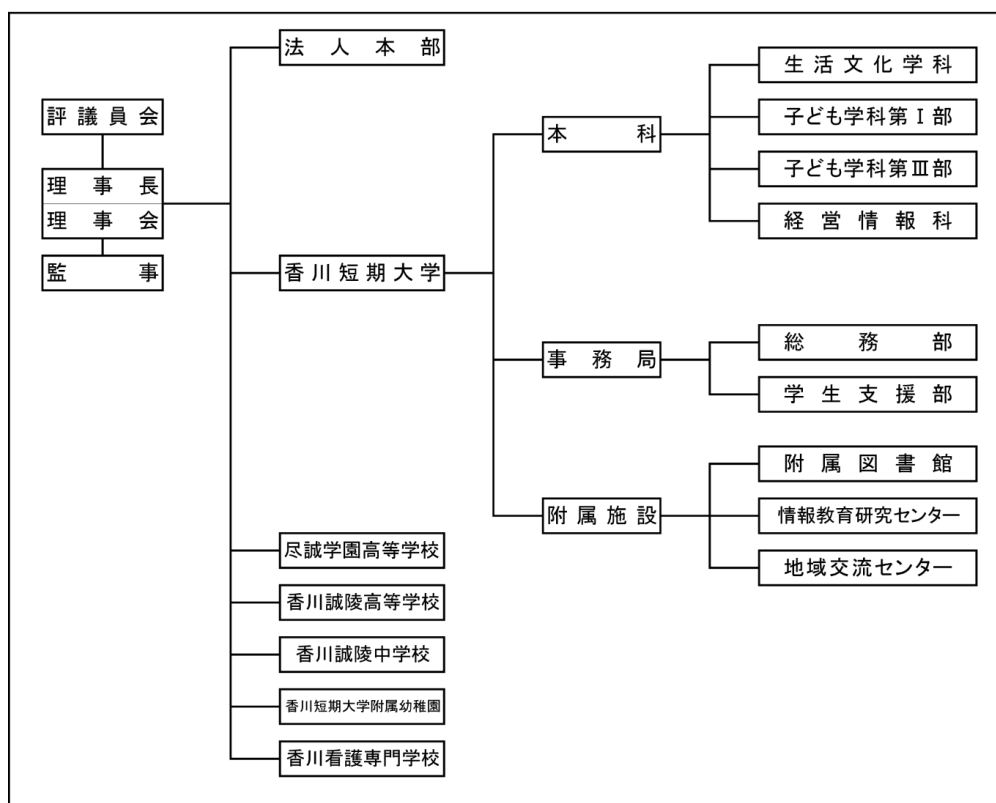 評議員会
理事長
理事会
監事
法人本部
香川短期大学
尽誠学園高等学校
香川誠陵高等学校
香川誠陵中学校
香川短期大学附属幼稚園
香川看護専門学校
本科
事務局
附属施設
生活文化学科
子ども学科第Ⅰ部
子ども学科第Ⅲ部
経営情報科
総務部
学生支援部
附属図書館
情報教育研究センター
地域交流センター